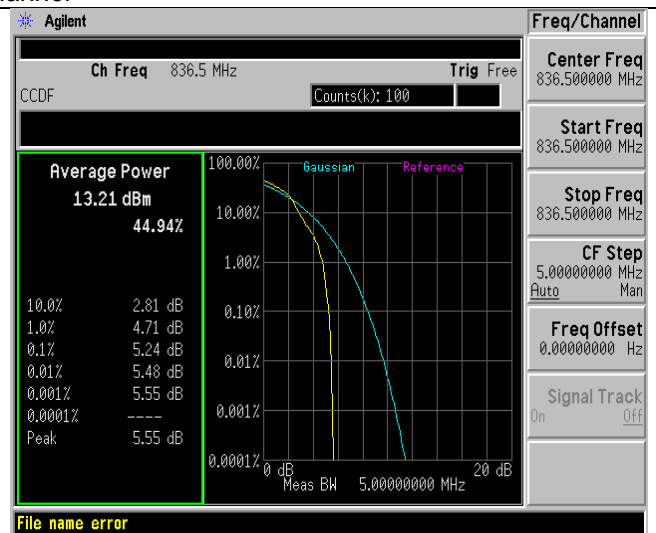 Agilent
Ch Freq 836.5 MHz Trig Free
CCDF Counts(k): 100
Average Power
13.21 dBm
44.94%
10.0% 2.81 dB
1.0% 4.71 dB
0.1% 5.24 dB
0.01% 5.48 dB
0.001% 5.55 dB
0.0001% ----
Peak 5.55 dB
Gaussian Reference
100.00%
10.00%
1.00%
0.10%
0.01%
0.001%
0.0001%
0 dB 20 dB
Meas BW 5.00000000 MHz
File name error
Freq/Channel
Center Freq
836.500000 MHz
Start Freq
836.500000 MHz
Stop Freq
836.500000 MHz
CF Step
5.00000000 MHz
Auto Man
Freq Offset
0.00000000 Hz
Signal Track
On Off